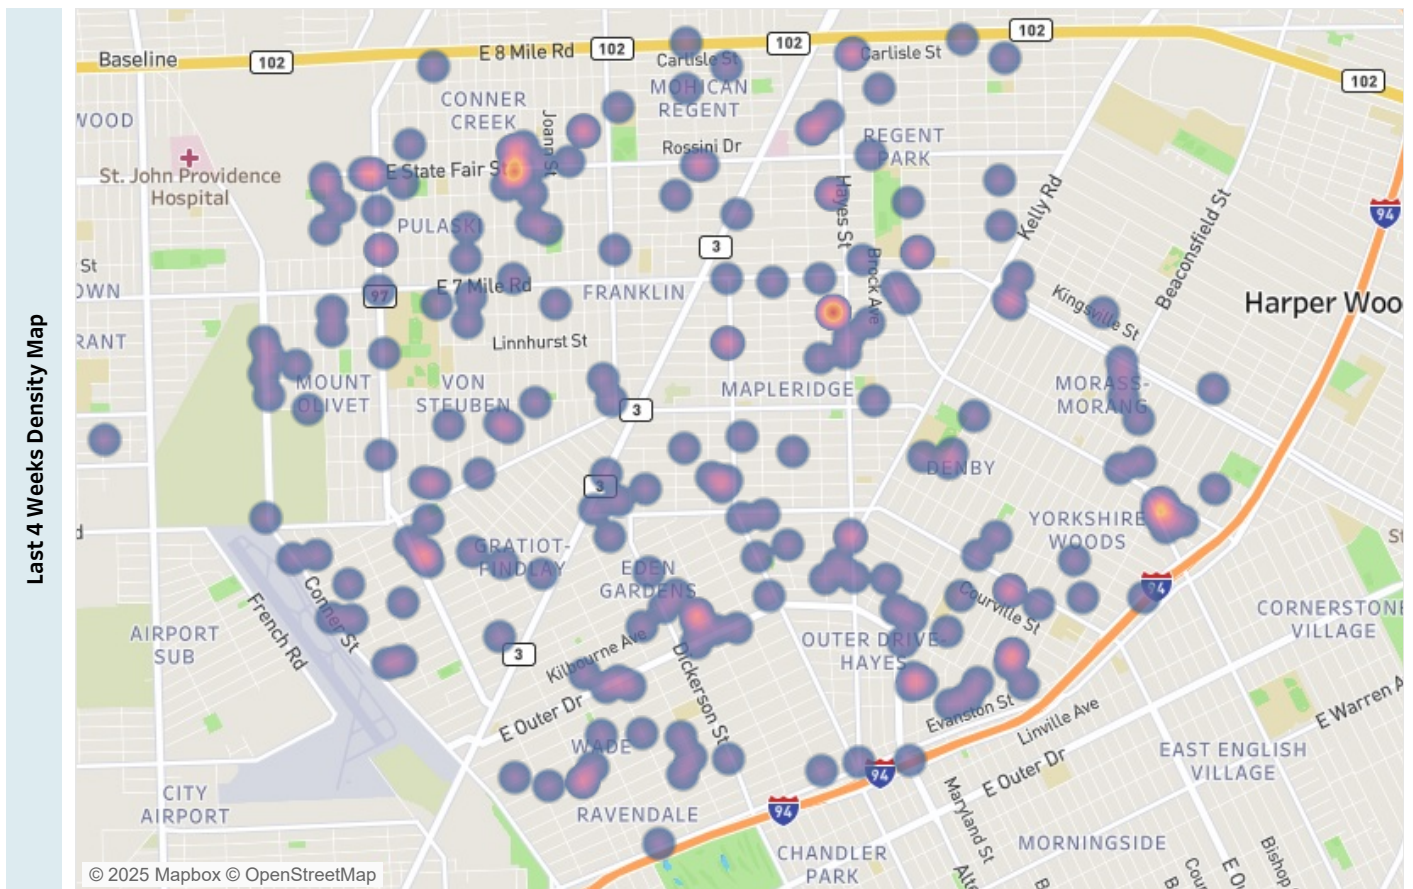 Last 4 Weeks Density Map
Baseline
102
E 8 Mile Rd
102
Carlisle St
102
Carlisle St
102
102
WOOD
CONNER
CREEK
Joann St
MOHICAN
REGENT
REGENT
PARK
St. John Providence
Hospital
E State Fair St
Rossini Dr
PULASKI
Hayes St
Kelly Rd
Beaconsfield St
94
St
OWN
97
E 7 Mile Rd
FRANKLIN
3
Brock Ave
Kingsville St
Harper Woo
RANT
Linnhurst St
MOUNT
OLIVET
VON
STEUBEN
MAPLERIDGE
MORASS-
MORANG
3
DENBY
3
d
GRATIOT-
FINDLAY
EDEN
GARDENS
YORKSHIRE
WOODS
St
94
French Rd
Conner St
AIRPORT
SUB
Courville St
CORNERSTONE
VILLAGE
3
Kilbourne Ave
Dickerson St
OUTER DRIVE-
HAYES
E Outer Dr
Evanston St
Linville Ave
E Warren A
WADE
94
E Outer Dr
EAST ENGLISH
VILLAGE
CITY
AIRPORT
RAVENDALE
94
Maryland St
MORNINGSIDE
CHANDLER
PARK
Alte
B
Cou
B
E O
Bishop
© 2025 Mapbox © OpenStreetMap